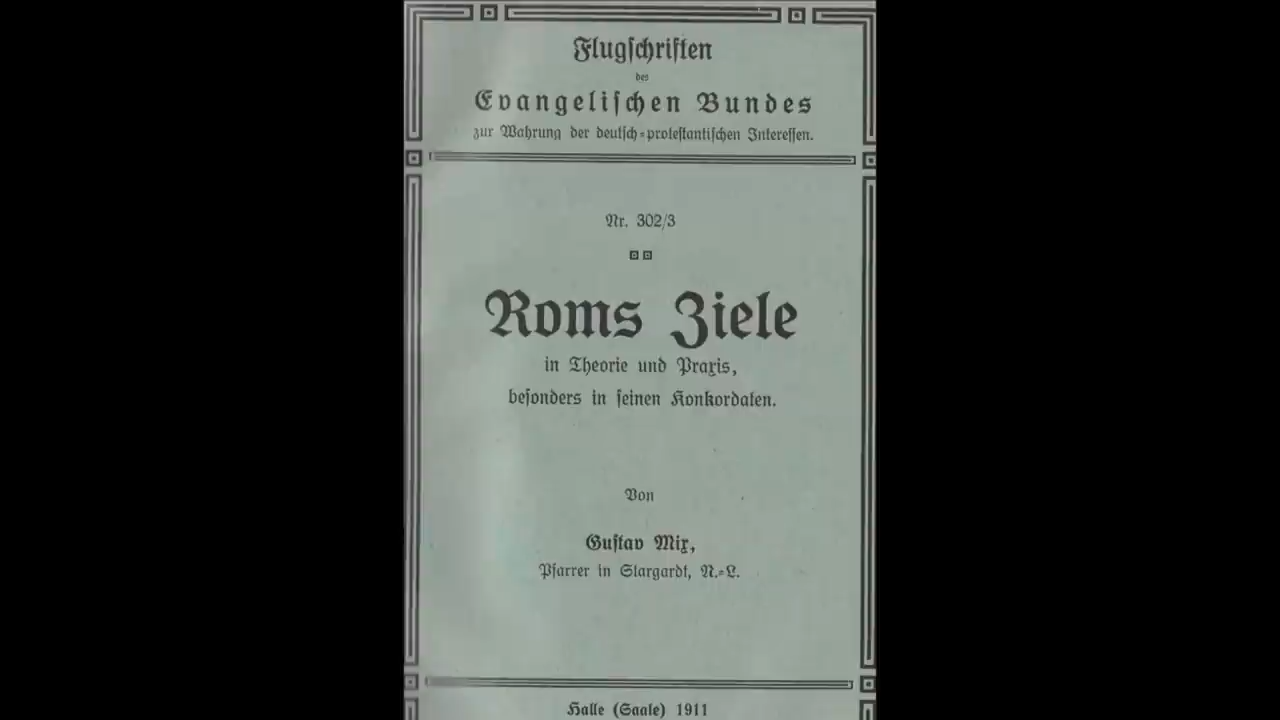 Flugschriften
des
Evangelischen Bundes
zur Wahrung der deutsch-protestantischen Interessen.
Nr. 302/3
Roms Ziele
in Theorie und Praxis,
besonders in seinen Konkordaten.
Von
Gustav Mix,
Pfarrer in Stargardt, N.-L.
Halle (Saale) 1911